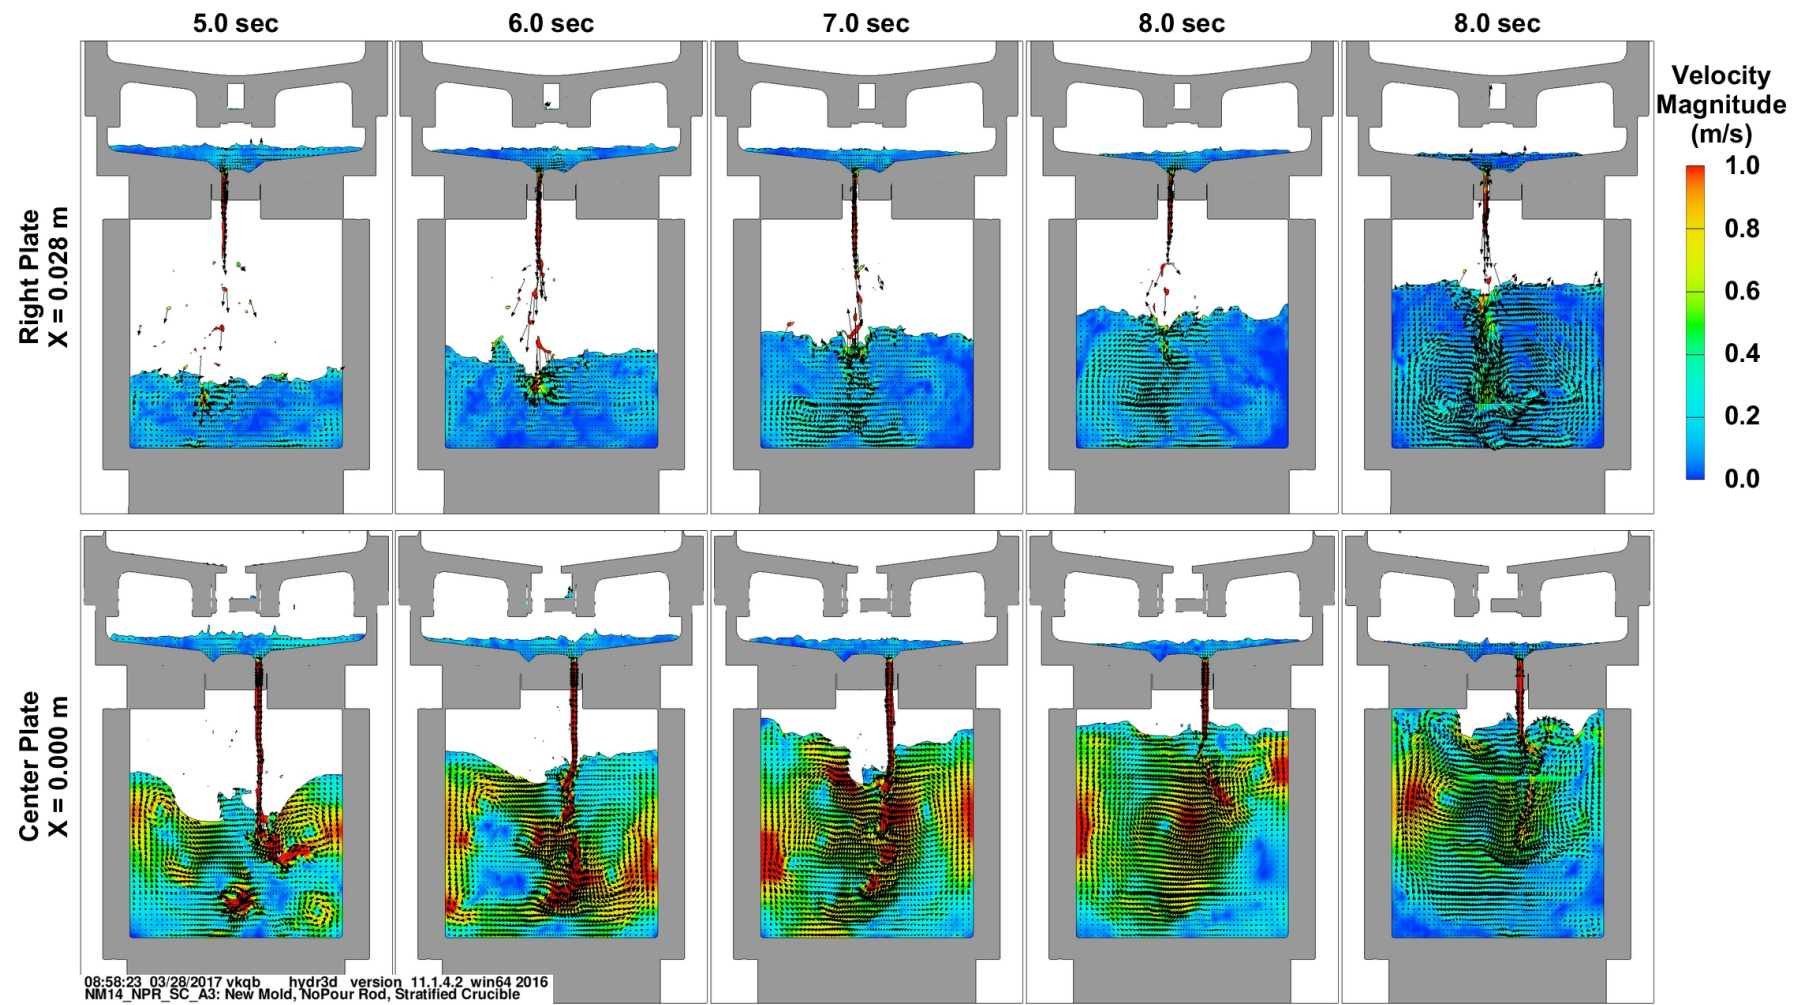 5.0 sec 6.0 sec 7.0 sec 8.0 sec 8.0 sec
Velocity
Magnitude
(m/s)
1.0
0.8
0.6
0.4
0.2
0.0
Right Plate
X = 0.028 m
Center Plate
X = 0.000 m
08:58:23 03/28/2017 vkqb hydr3d version 11.1.4.2_win64 2016
NM14_NPR_SC_A3: New Mold, NoPour Rod, Stratified Crucible